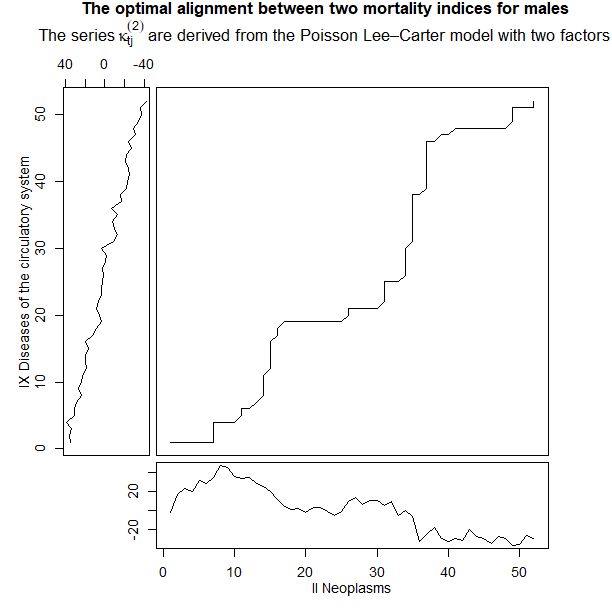 The optimal alignment between two mortality indices for males
The series κtj(2) are derived from the Poisson Lee–Carter model with two factors
40 0 -40
IX Diseases of the circulatory system
50
40
30
20
10
0
20
-20
0 10 20 30 40 50
II Neoplasms